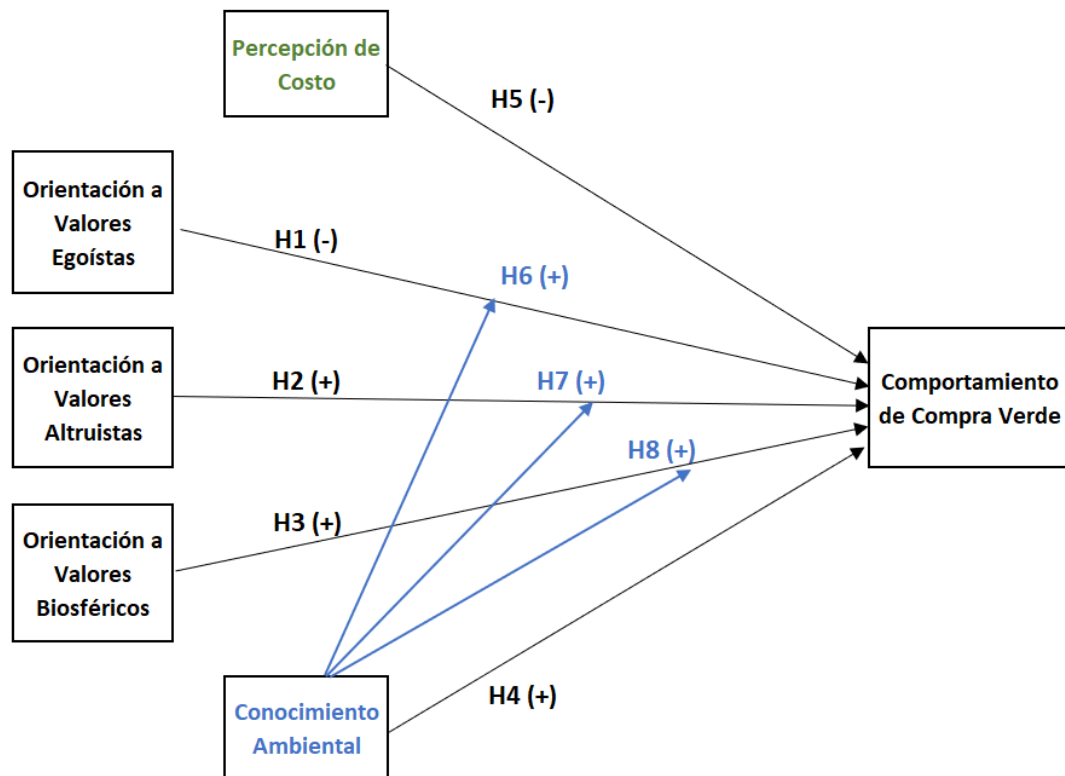 Percepción de
Costo
H5 (-)
Orientación a
Valores
Egoístas
H1 (-)
H6 (+)
Orientación a
Valores
Altruistas
H2 (+)
H7 (+)
Comportamiento
de Compra Verde
H8 (+)
Orientación a
Valores
Biosféricos
H3 (+)
Conocimiento
Ambiental
H4 (+)